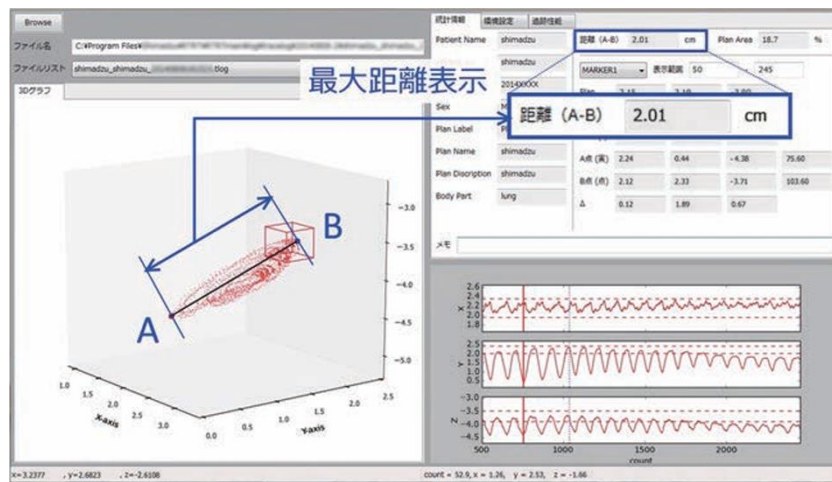 Browse
ファイル名 C:¥Program Files¥
ファイルリスト shimadzu_shimadzu_ .tlog
3Dグラフ
最大距離表示
A
B
-3.0
-3.5
-4.0
-4.5
-5.0
1.0 1.5 2.0 2.5 3.0
X-axis
0.0 0.5 1.0 1.5 2.0 2.5
Y-axis
統計情報 環境設定 追跡性能
Patient Name shimadzu
距離 (A-B) 2.01 cm Plan Area 18.7 %
shimadzu
MARKER1 表示範囲 50 - 245
2014XXXX
Plan
距離 (A-B) 2.01 cm
Sex
Plan Label
Plan Name shimadzu
A点 (実) 2.24 0.44 -4.38 75.60
Plan Discription shimadzu
B点 (点) 2.12 2.33 -3.71 103.60
Body Part lung
Δ 0.12 1.89 0.67
メモ
X
2.6
2.4
2.2
2.0
1.8
Y
2.5
2.0
1.5
1.0
0.5
Z
-3.0
-3.5
-4.0
-4.5
500 1000 1500 2000
count
x=3.2377 , y=2.6823 , z=-2.6108
count = 52.9, x = 1.26, y = 2.53, z = -1.66